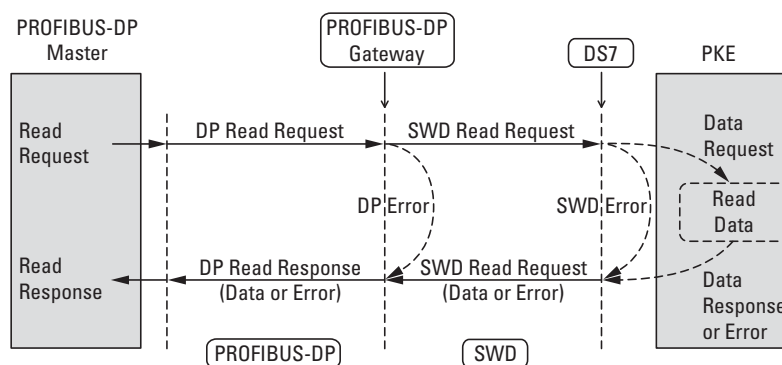 PROFIBUS-DP
Master
PROFIBUS-DP
Gateway
DS7
PKE
Read
Request
DP Read Request
SWD Read Request
Data
Request
DP Error
SWD Error
Read
Data
Read
Response
DP Read Response
(Data or Error)
SWD Read Request
(Data or Error)
Data
Response
or Error
PROFIBUS-DP
SWD